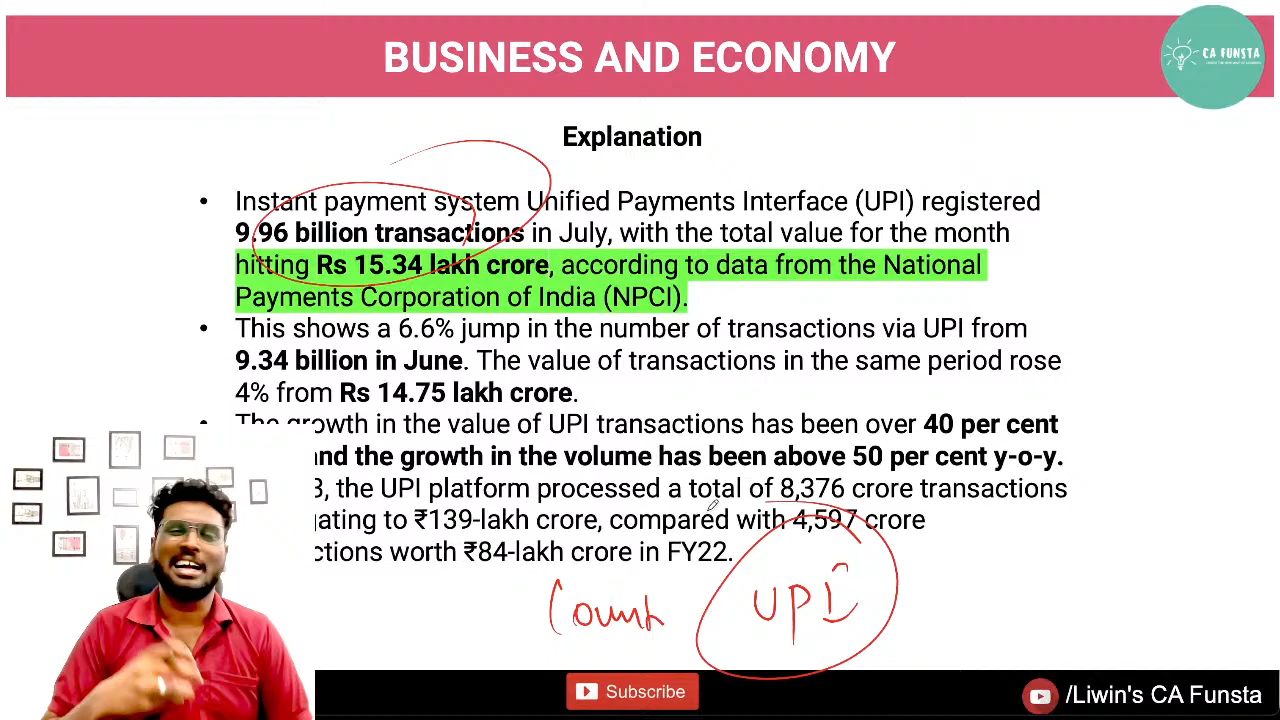 BUSINESS AND ECONOMY
CA FUNSTA
Explanation
• Instant payment system Unified Payments Interface (UPI) registered
9.96 billion transactions in July, with the total value for the month
hitting Rs 15.34 lakh crore, according to data from the National
Payments Corporation of India (NPCI).
• This shows a 6.6% jump in the number of transactions via UPI from
9.34 billion in June. The value of transactions in the same period rose
4% from Rs 14.75 lakh crore.
• The growth in the value of UPI transactions has been over 40 per cent
and the growth in the volume has been above 50 per cent y-o-y.
3, the UPI platform processed a total of 8,376 crore transactions
gating to ₹139-lakh crore, compared with 4,597 crore
ctions worth ₹84-lakh crore in FY22.
Count UPI
Subscribe
/Liwin's CA Funsta